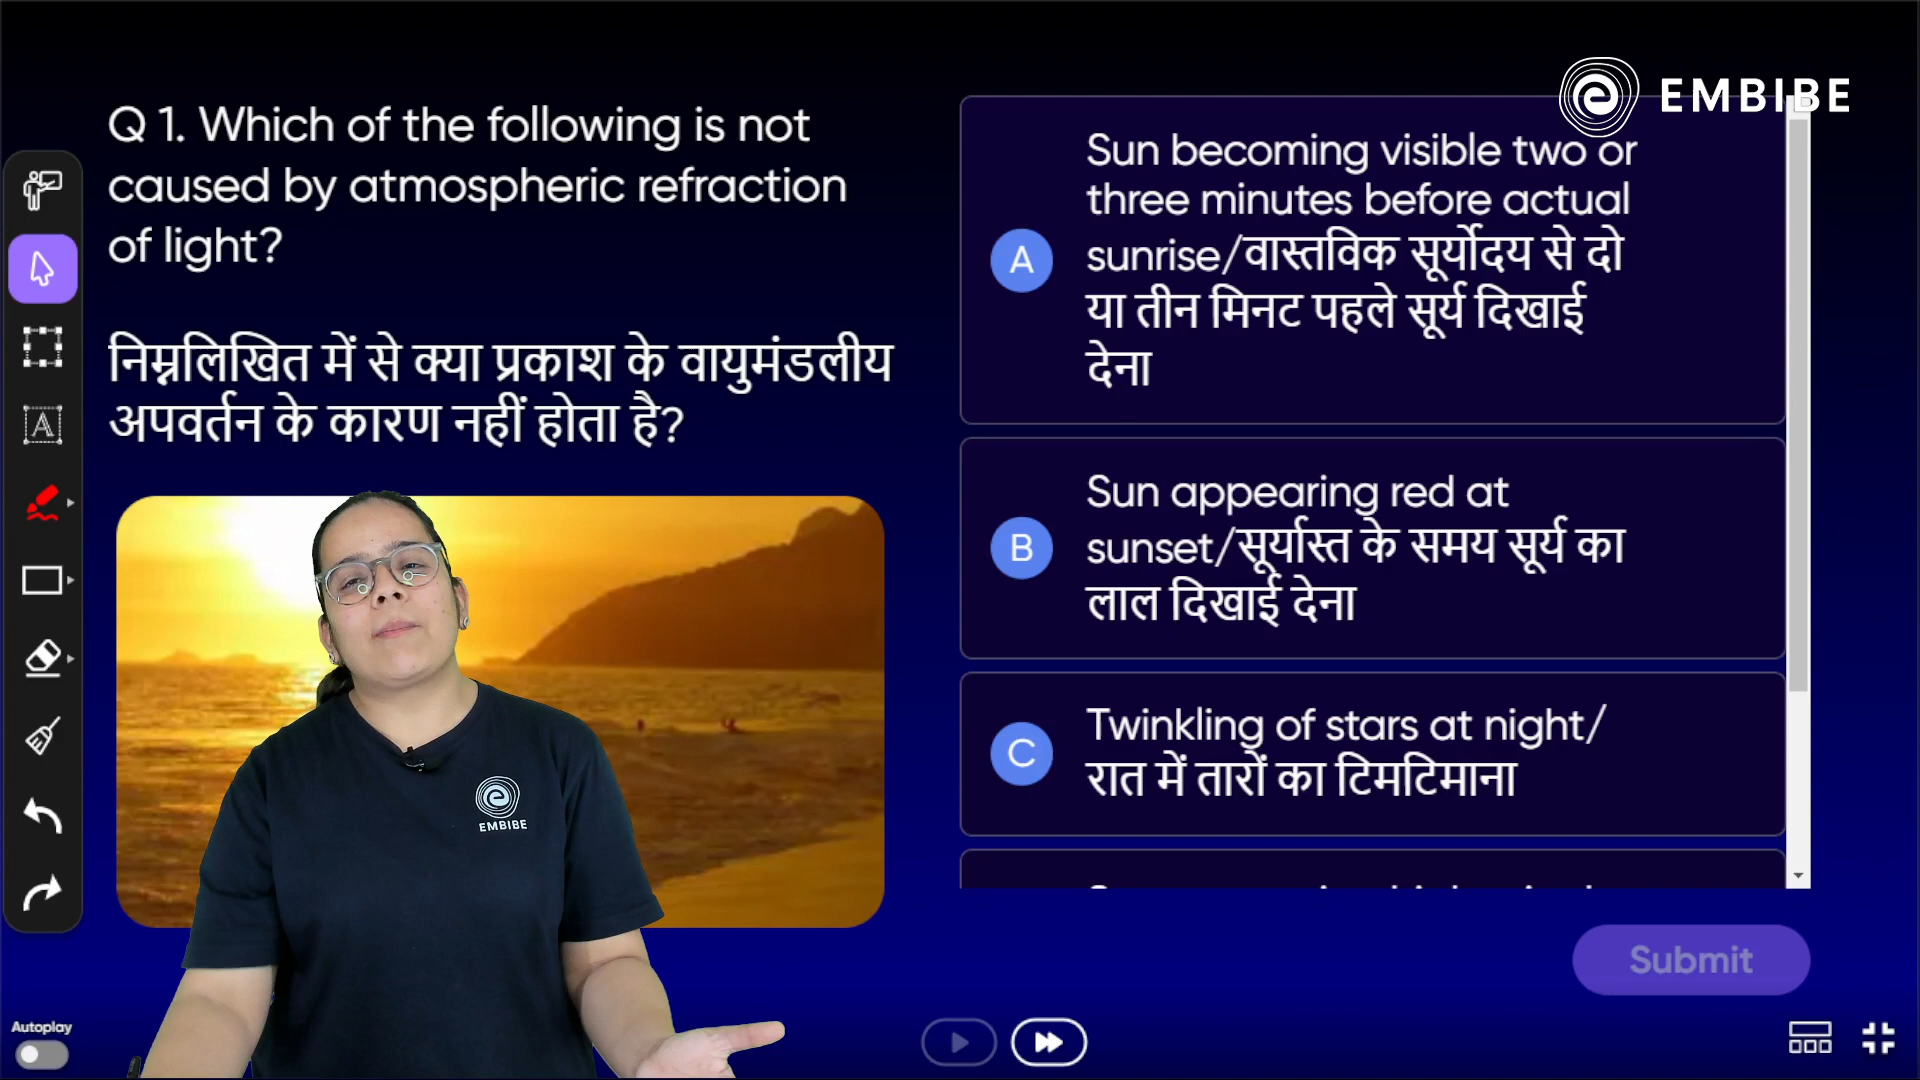 EMBIBE
Q 1. Which of the following is not
caused by atmospheric refraction
of light?
निम्नलिखित में से क्या प्रकाश के वायुमंडलीय
अपवर्तन के कारण नहीं होता है?
A
Sun becoming visible two or
three minutes before actual
sunrise/वास्तविक सूर्योदय से दो
या तीन मिनट पहले सूर्य दिखाई
देना
B
Sun appearing red at
sunset/सूर्यास्त के समय सूर्य का
लाल दिखाई देना
C
Twinkling of stars at night/
रात में तारों का टिमटिमाना
EMBIBE
Submit
Autoplay